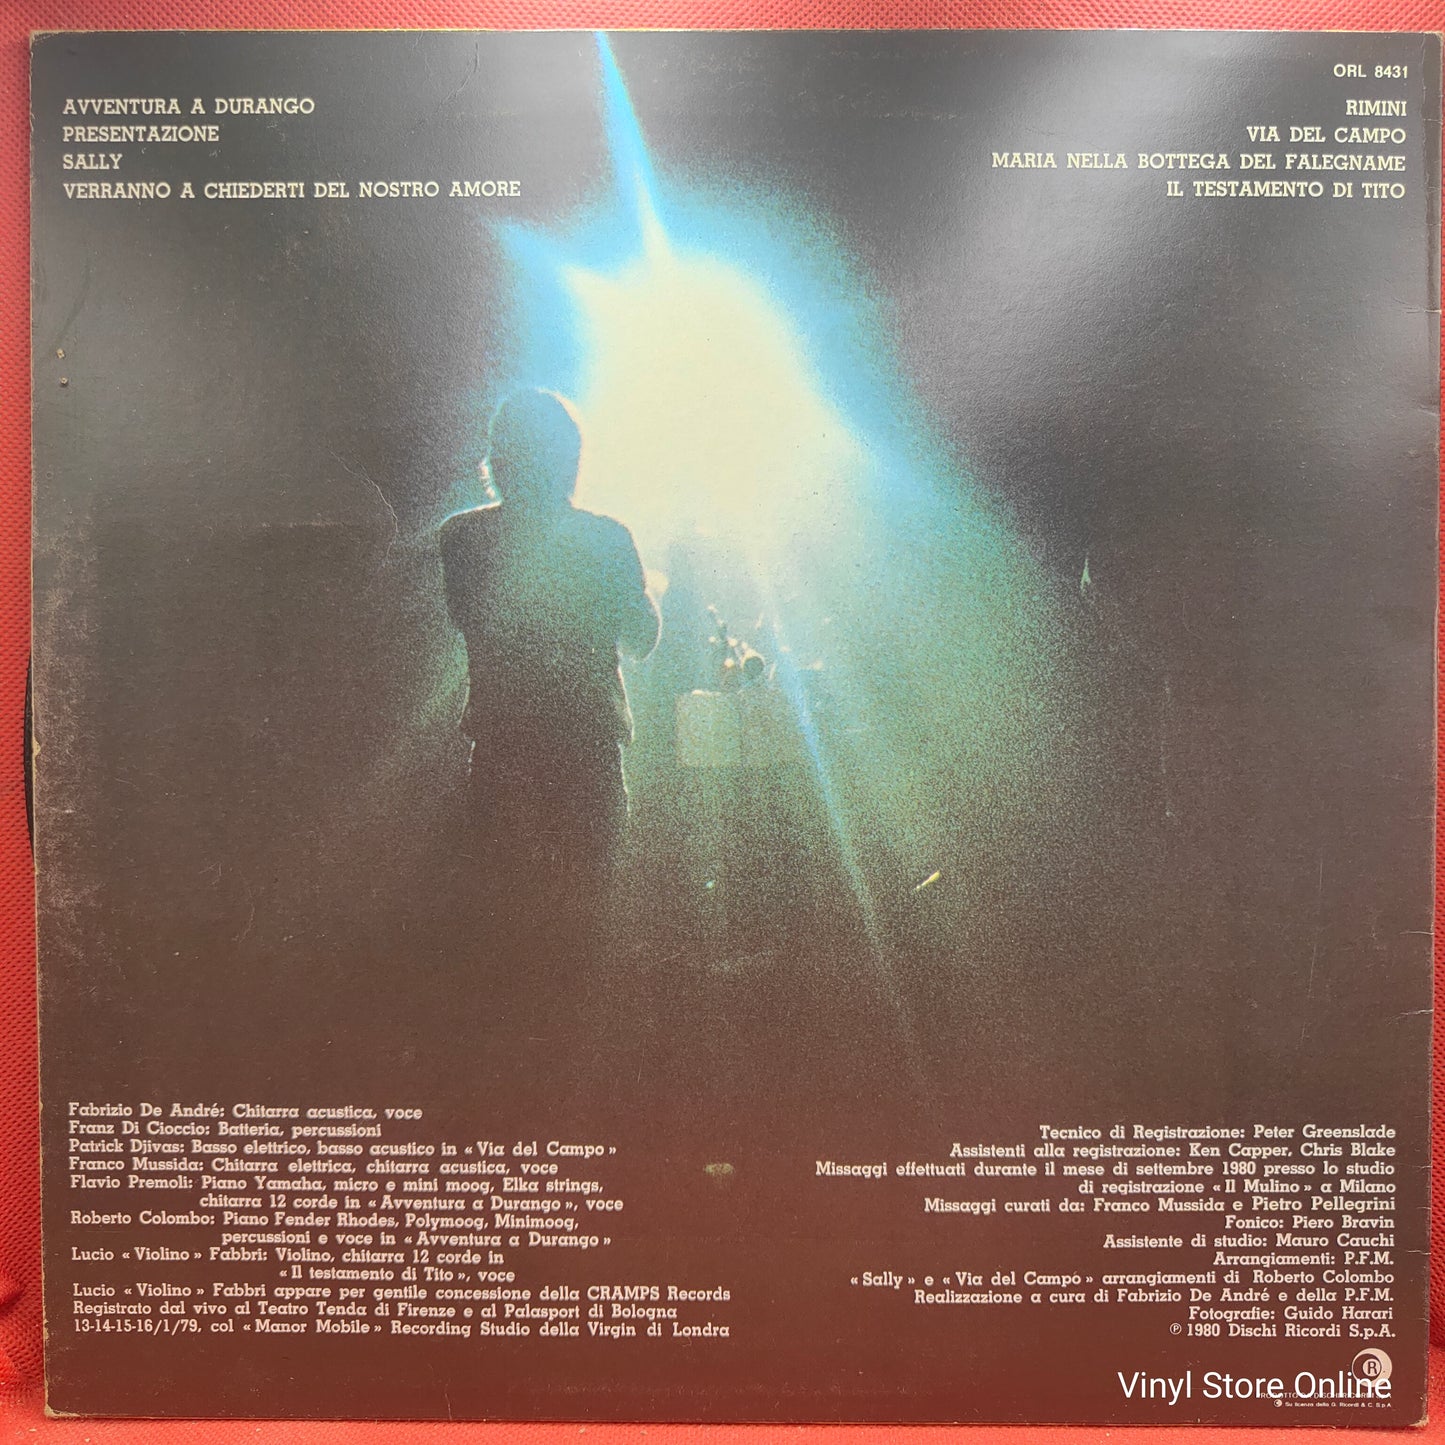 ORL 8431
AVVENTURA A DURANGO
PRESENTAZIONE
SALLY
VERRANNO A CHIEDERTI DEL NOSTRO AMORE
RIMINI
VIA DEL CAMPO
MARIA NELLA BOTTEGA DEL FALEGNAME
IL TESTAMENTO DI TITO
Fabrizio De André: Chitarra acustica, voce
Franz Di Cioccio: Batteria, percussioni
Patrick Djivas: Basso elettrico, basso acustico in « Via del Campo »
Franco Mussida: Chitarra elettrica, chitarra acustica, voce
Flavio Premoli: Piano Yamaha, micro e mini moog, Elka strings,
chitarra 12 corde in « Avventura a Durango », voce
Roberto Colombo: Piano Fender Rhodes, Polymoog, Minimoog,
percussioni e voce in « Avventura a Durango »
Lucio « Violino » Fabbri: Violino, chitarra 12 corde in
« Il testamento di Tito », voce
Lucio « Violino » Fabbri appare per gentile concessione della CRAMPS Records
Registrato dal vivo al Teatro Tenda di Firenze e al Palasport di Bologna
13-14-15-16/1/79, col « Manor Mobile » Recording Studio della Virgin di Londra
Tecnico di Registrazione: Peter Greenslade
Assistenti alla registrazione: Ken Capper, Chris Blake
Missaggi effettuati durante il mese di settembre 1980 presso lo studio
di registrazione « Il Mulino » a Milano
Missaggi curati da: Franco Mussida e Pietro Pellegrini
Fonico: Piero Bravin
Assistente di studio: Mauro Cauchi
Arrangiamenti: P.F.M.
« Sally » e « Via del Campo » arrangiamenti di Roberto Colombo
Realizzazione a cura di Fabrizio De André e della P.F.M.
Fotografie: Guido Harari
℗ 1980 Dischi Ricordi S.p.A.
R
Vinyl Store Online
Su licenza della G. Ricordi & C. S.p.A.